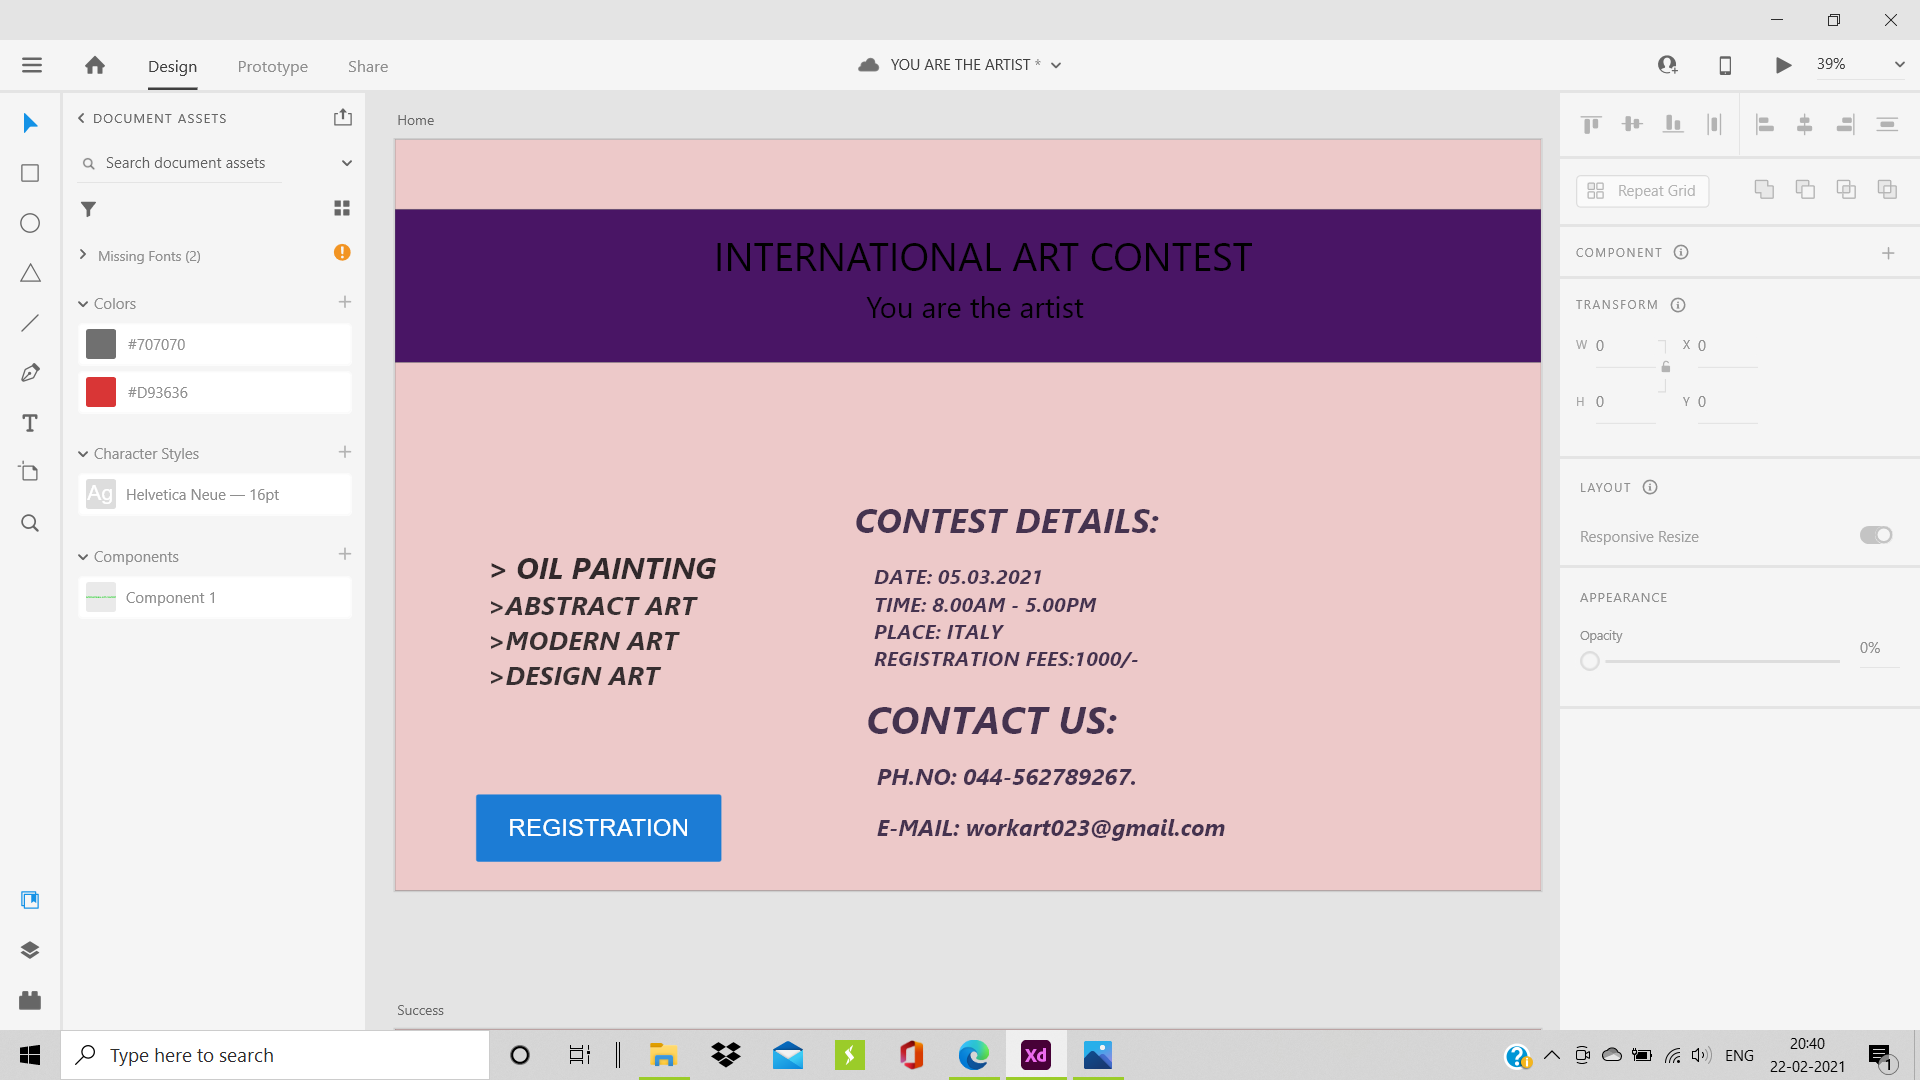 Design
Prototype
Share
YOU ARE THE ARTIST *
39%
DOCUMENT ASSETS
Search document assets
Missing Fonts (2)
Colors
#707070
#D93636
Character Styles
Ag
Helvetica Neue — 16pt
Components
Component 1
Home
INTERNATIONAL ART CONTEST
You are the artist
> OIL PAINTING
>ABSTRACT ART
>MODERN ART
>DESIGN ART
REGISTRATION
CONTEST DETAILS:
DATE: 05.03.2021
TIME: 8.00AM - 5.00PM
PLACE: ITALY
REGISTRATION FEES:1000/-
CONTACT US:
PH.NO: 044-562789267.
E-MAIL: workart023@gmail.com
Success
Repeat Grid
COMPONENT
TRANSFORM
W 0
X 0
H 0
Y 0
LAYOUT
Responsive Resize
APPEARANCE
Opacity
0%
Type here to search
Xd
ENG
20:40
22-02-2021
1